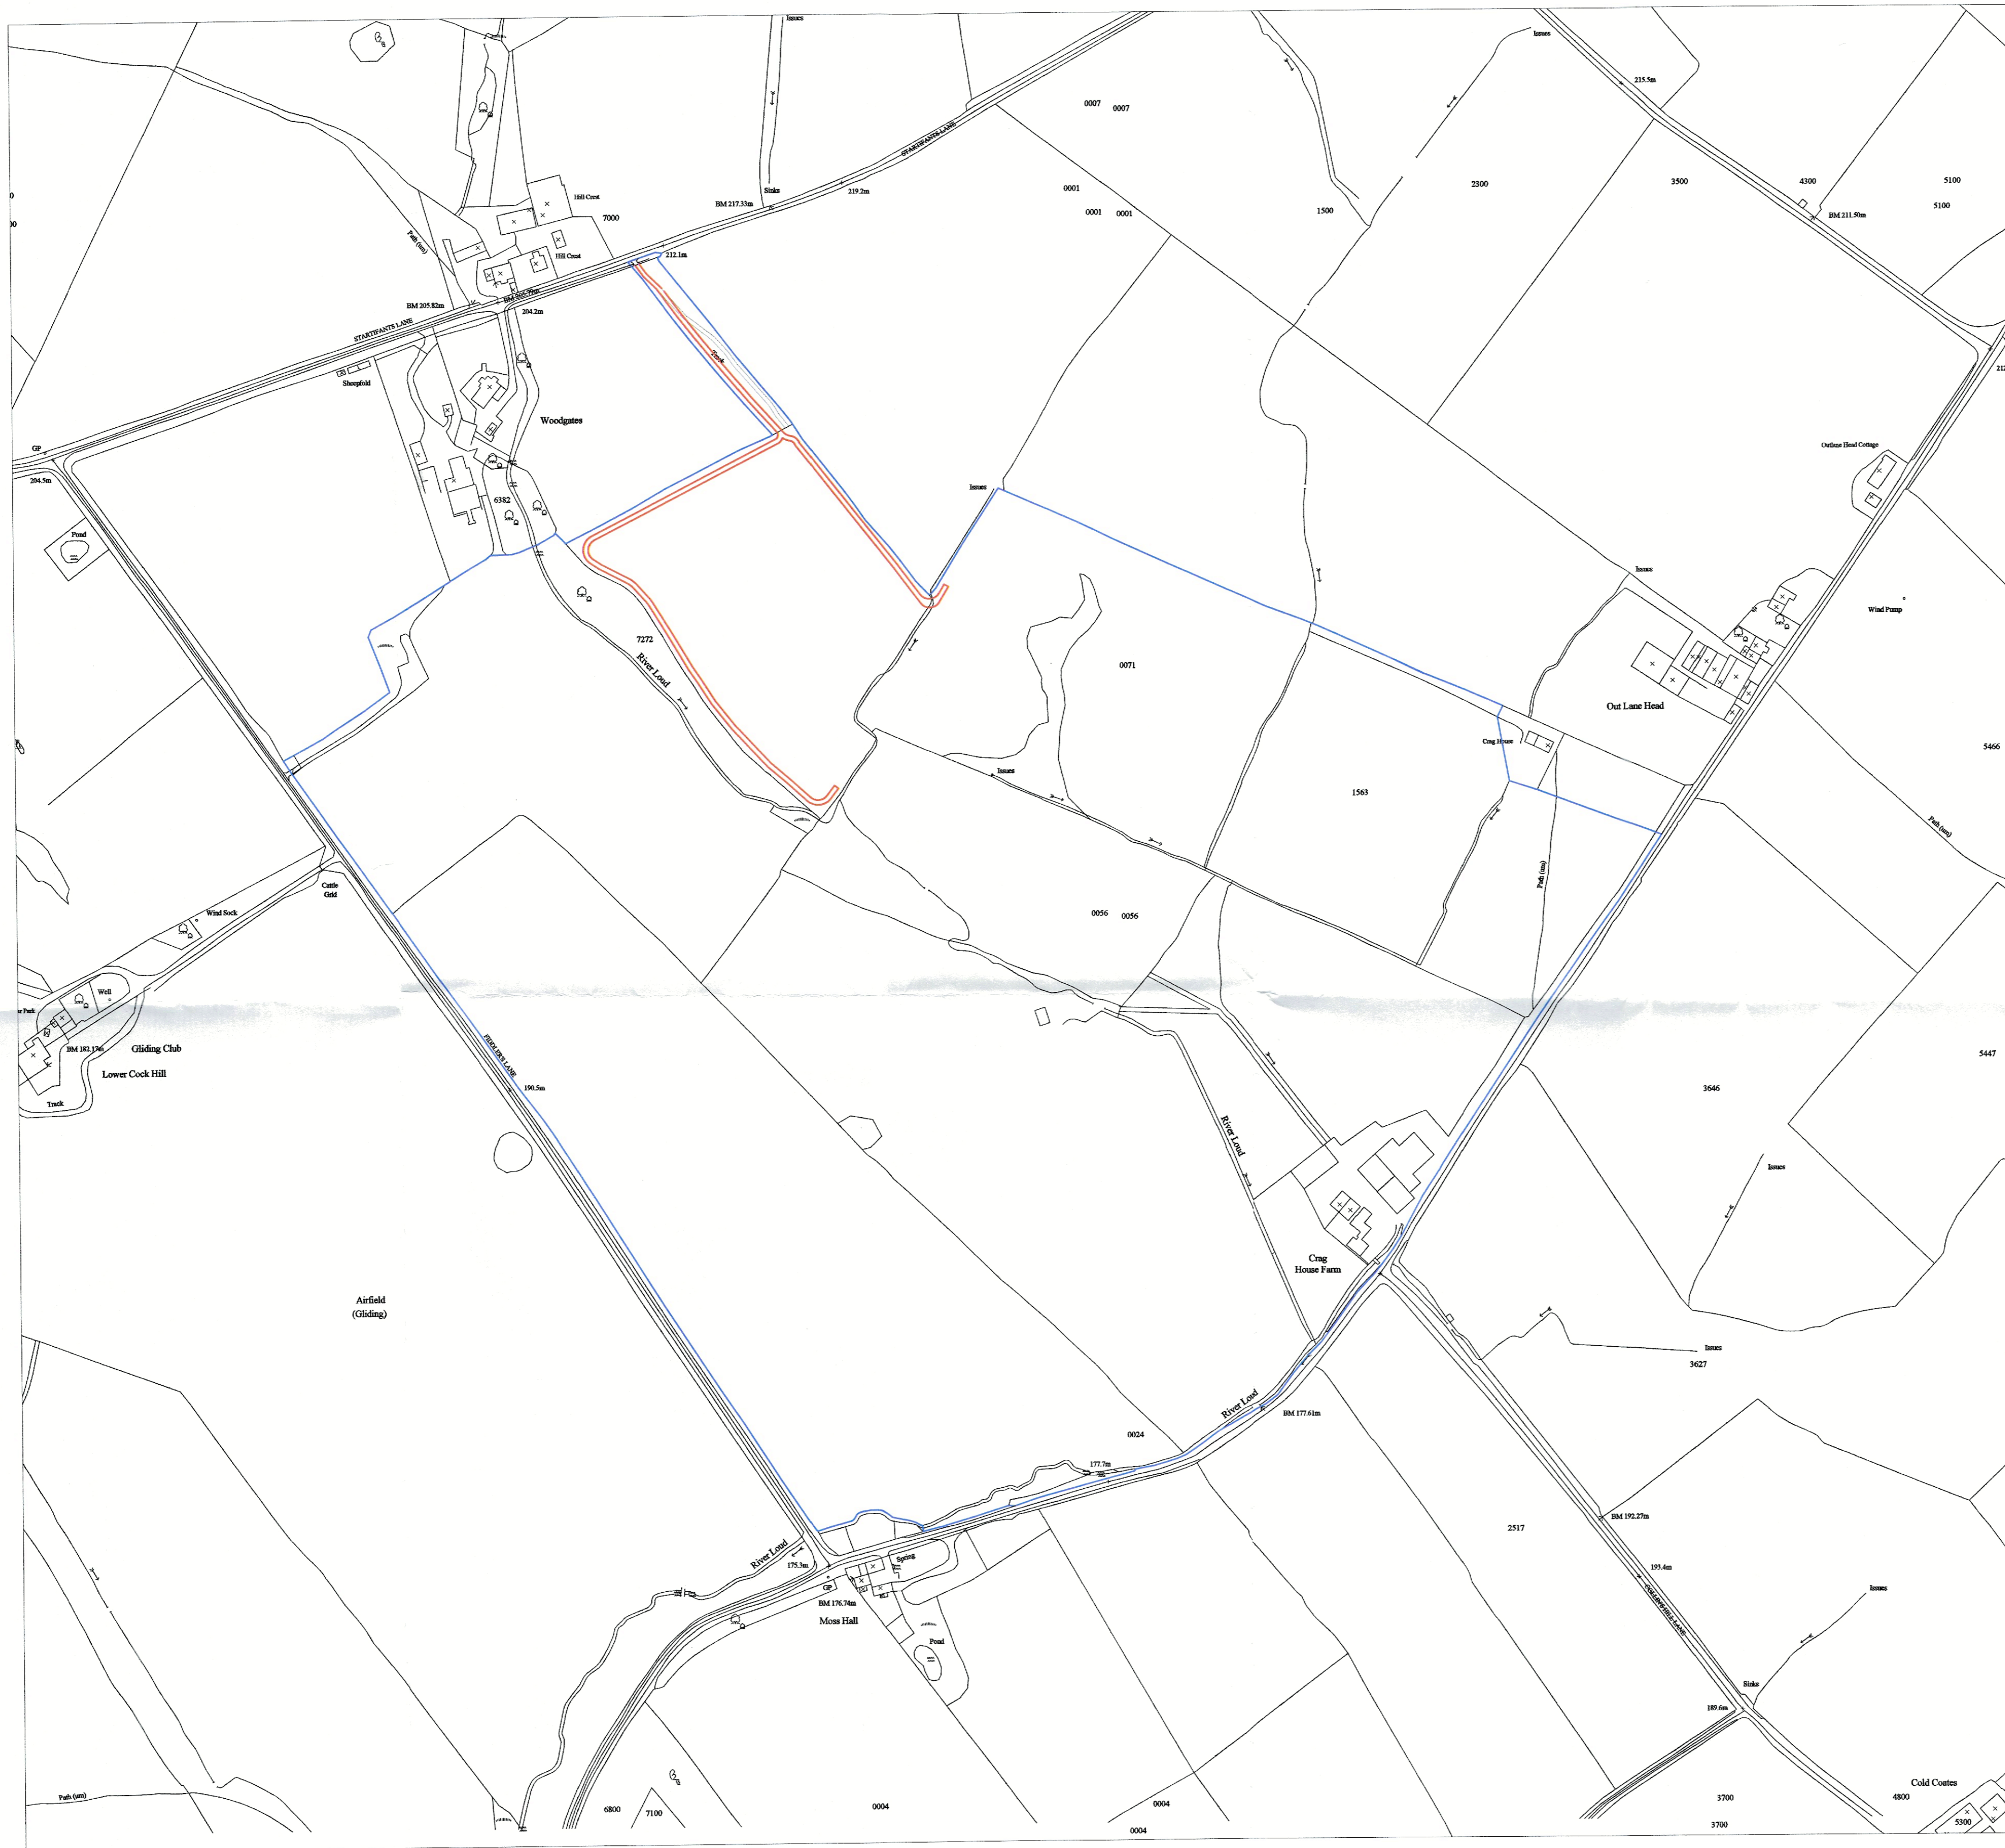 Issues
Issues
215.5m
0007 0007
STARTIFANTS LANE
0001
0001 0001
219.2m
Sinks
BM 217.33m
2300
3500
4300
5100
5100
1500
BM 211.50m
Hill Crest
7000
Path (um)
Hill Crest
212.1m
BM 205.82m
204.2m
STARTIFANTS LANE
Track
Sheepfold
Woodgates
GP
204.5m
Outlane Head Cottage
Issues
6382
Pond
Issues
Wind Pump
7272
River Loud
0071
Out Lane Head
Crag House
5466
Issues
1563
Path (um)
Path (um)
Cattle
Grid
Wind Sock
0056 0056
Well
BM 182.17m
Gliding Club
Lower Cock Hill
Track
FIDDLER'S LANE
190.5m
5447
3646
River Loud
Issues
Crag
House Farm
Airfield
(Gliding)
Issues
3627
River Loud
BM 177.61m
0024
177.7m
2517
BM 192.27m
River Loud
175.3m
Spring
GP
BM 176.74m
Moss Hall
193.4m
COLLINS HILL LANE
Issues
Pond
Sinks
189.6m
Path (um)
6800
7100
0004
0004
0004
3700
3700
4800
Cold Coates
5300